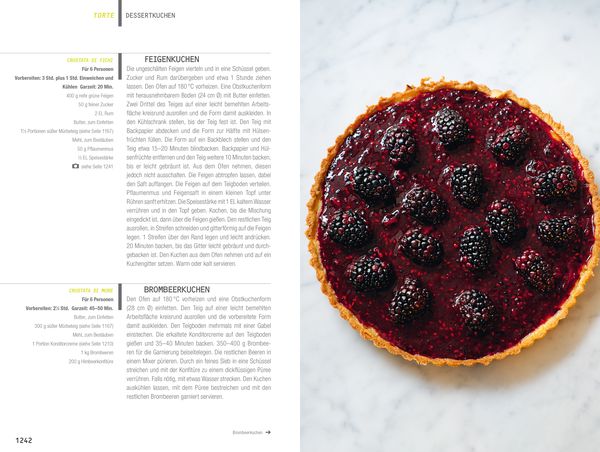 TORTE DESSERTKUCHEN
CROSTATA DI FICHI
Für 6 Personen
Vorbereiten: 3 Std. plus 1 Std. Einweichen und
Kühlen Garzeit: 20 Min.
400 g reife grüne Feigen
50 g feiner Zucker
2 EL Rum
Butter, zum Einfetten
1½ Portionen süßer Mürbeteig (siehe Seite 1167)
Mehl, zum Bestäuben
50 g Pflaumenmus
½ EL Speisestärke
siehe Seite 1241
FEIGENKUCHEN
Die ungeschälten Feigen vierteln und in eine Schüssel geben.
Zucker und Rum darübergeben und etwa 1 Stunde ziehen
lassen. Den Ofen auf 180 °C vorheizen. Eine Obstkuchenform
mit herausnehmbarem Boden (24 cm Ø) mit Butter einfetten.
Zwei Drittel des Teiges auf einer leicht bemehlten Arbeits-
fläche kreisrund ausrollen und die Form damit auskleiden. In
den Kühlschrank stellen, bis der Teig fest ist. Den Teig mit
Backpapier abdecken und die Form zur Hälfte mit Hülsen-
früchten füllen. Die Form auf ein Backblech stellen und den
Teig etwa 15–20 Minuten blindbacken. Backpapier und Hül-
senfrüchte entfernen und den Teig weitere 10 Minuten backen,
bis er leicht gebräunt ist. Aus dem Ofen nehmen, diesen
jedoch nicht ausschalten. Die Feigen abtropfen lassen, dabei
den Saft auffangen. Die Feigen auf dem Teigboden verteilen.
Pflaumenmus und Feigensaft in einem kleinen Topf unter
Rühren sanft erhitzen. Die Speisestärke mit 1 EL kaltem Wasser
verrühren und in den Topf geben. Kochen, bis die Mischung
eingedickt ist, dann über die Feigen gießen. Den restlichen Teig
ausrollen, in Streifen schneiden und gitterförmig auf die Feigen
legen. 1 Streifen über den Rand legen und leicht andrücken.
20 Minuten backen, bis das Gitter leicht gebräunt und durch-
gebacken ist. Den Kuchen aus dem Ofen nehmen und auf ein
Kuchengitter setzen. Warm oder kalt servieren.
CROSTATA DI MORE
Für 6 Personen
Vorbereiten: 2½ Std. Garzeit: 45–50 Min.
Butter, zum Einfetten
300 g süßer Mürbeteig (siehe Seite 1167)
Mehl, zum Bestäuben
1 Portion Konditorcreme (siehe Seite 1210)
1 kg Brombeeren
200 g Himbeerkonfitüre
BROMBEERKUCHEN
Den Ofen auf 180 °C vorheizen und eine Obstkuchenform
(28 cm Ø) einfetten. Den Teig auf einer leicht bemehlten
Arbeitsfläche kreisrund ausrollen und die vorbereitete Form
damit auskleiden. Den Teigboden mehrmals mit einer Gabel
einstechen. Die erkaltete Konditorcreme auf den Teigboden
gießen und 35–40 Minuten backen. 350–400 g Brombee-
ren für die Garnierung beiseitelegen. Die restlichen Beeren in
einem Mixer pürieren. Durch ein feines Sieb in eine Schüssel
streichen und mit der Konfitüre zu einem dickflüssigen Püree
verrühren. Falls nötig, mit etwas Wasser strecken. Den Kuchen
auskühlen lassen, mit dem Püree bestreichen und mit den
restlichen Brombeeren garniert servieren.
Brombeerkuchen →
1242